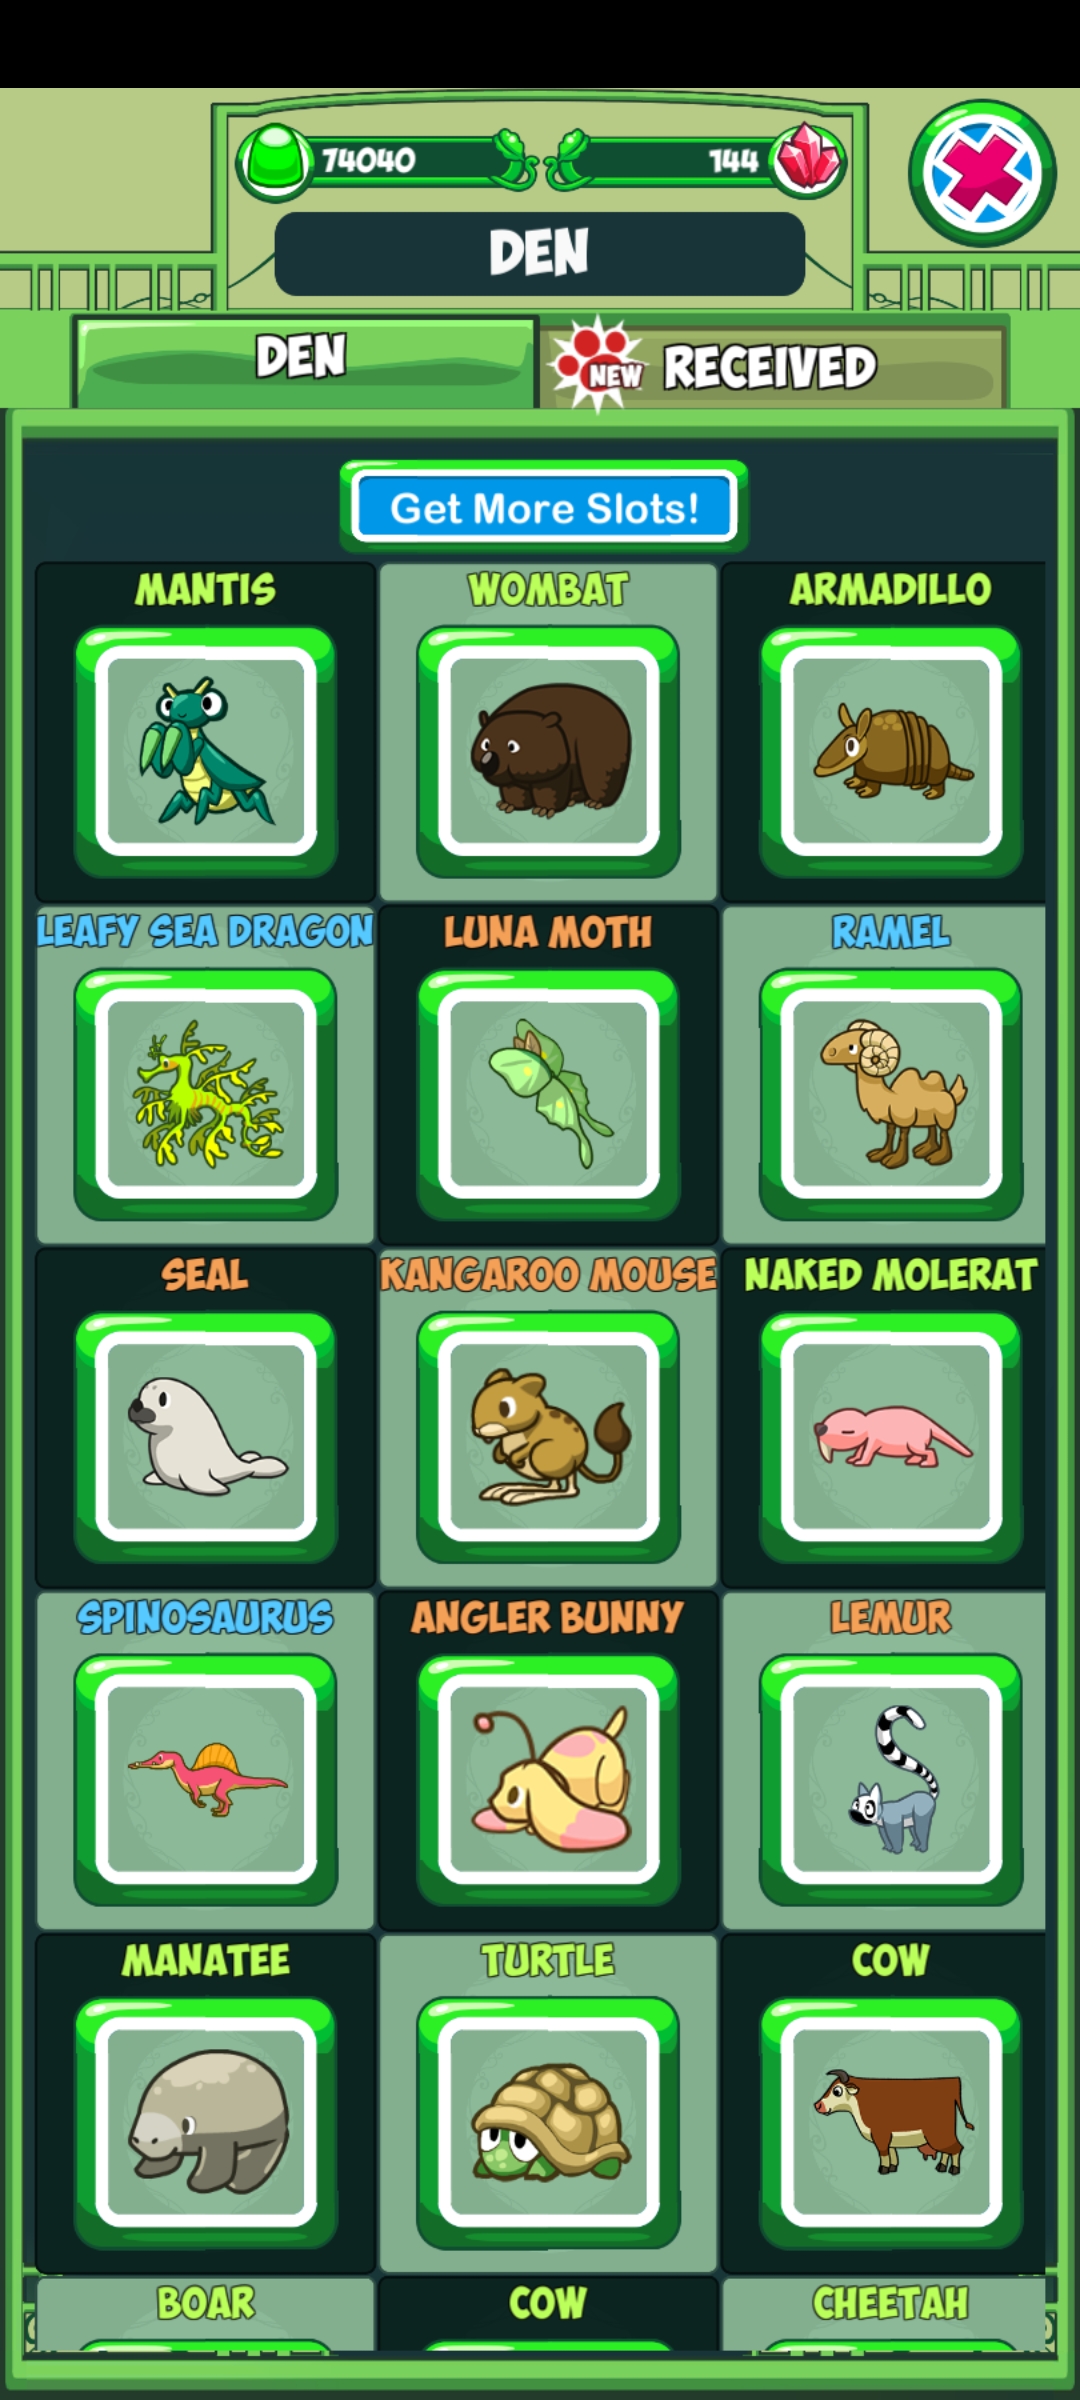 74040
144
DEN
DEN
NEW
RECEIVED
Get More Slots!
MANTIS
WOMBAT
ARMADILLO
LEAFY SEA DRAGON
LUNA MOTH
RAMEL
SEAL
KANGAROO MOUSE
NAKED MOLERAT
SPINOSAURUS
ANGLER BUNNY
LEMUR
MANATEE
TURTLE
COW
BOAR
COW
CHEETAH